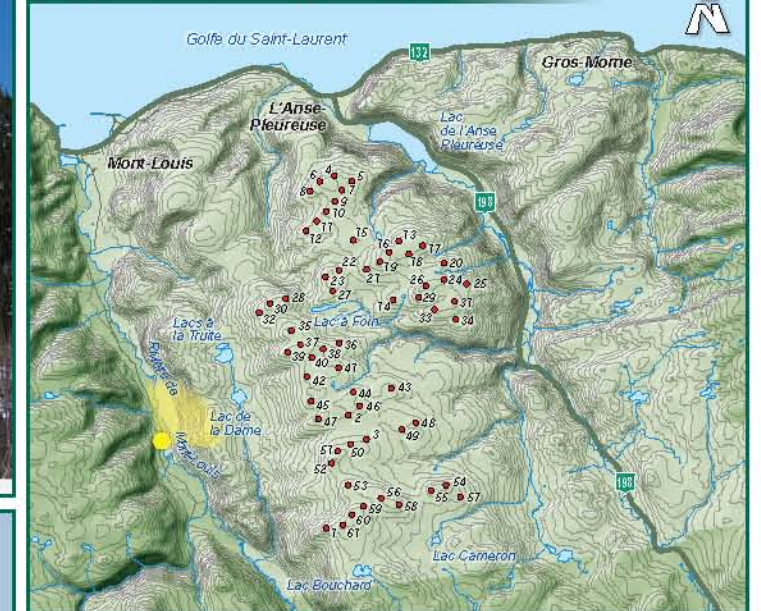 Golfe du Saint-Laurent
132
Gros-Morne
L'Anse-
Pleureuse
Lac
de l'Anse
Pleureuse
Mont-Louis
198
6 4 5
8 7
9
10
11
12
15 16 13
17
18
19
20
22
21
23
24
26 25
27
28
29
30
14
31
32
33
34
Lacs à
la Truite
Lac à Foin
35
37 36
39 38
40
41
42
44 43
45
46
47 2
48
49
3
51 50
52
Rivière de
Mont-Louis
Lac de
la Dame
53
54
55 57
56
58
59
60
1 61
198
Lac Cameron
Lac Bouchard
N